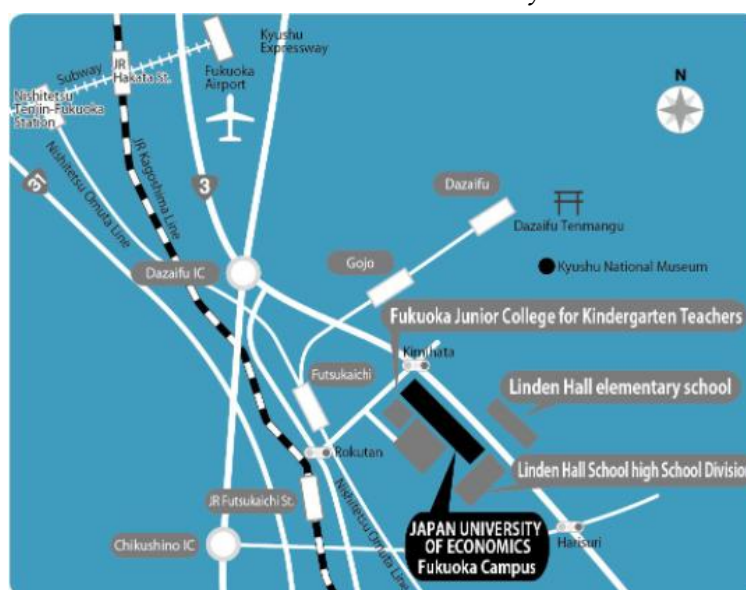 Kyushu
Expressway
N
JR
Hakata St.
Subway
Fukuoka
Airport
Nishitetsu
Tenjin-Fukuoka
Station
JR Kagoshima Line
Nishitetsu Omuta Line
31
3
Dazaifu
Dazaifu Tenmangu
Gojo
Kyushu National Museum
Dazaifu IC
Fukuoka Junior College for Kindergarten Teachers
Kimihata
Futsukaichi
Linden Hall elementary school
Rokutan
Linden Hall School high School Division
JR Futsukaichi St.
Nishitetsu Omuta Line
JAPAN UNIVERSITY
OF ECONOMICS
Fukuoka Campus
Harisuri
Chikushino IC